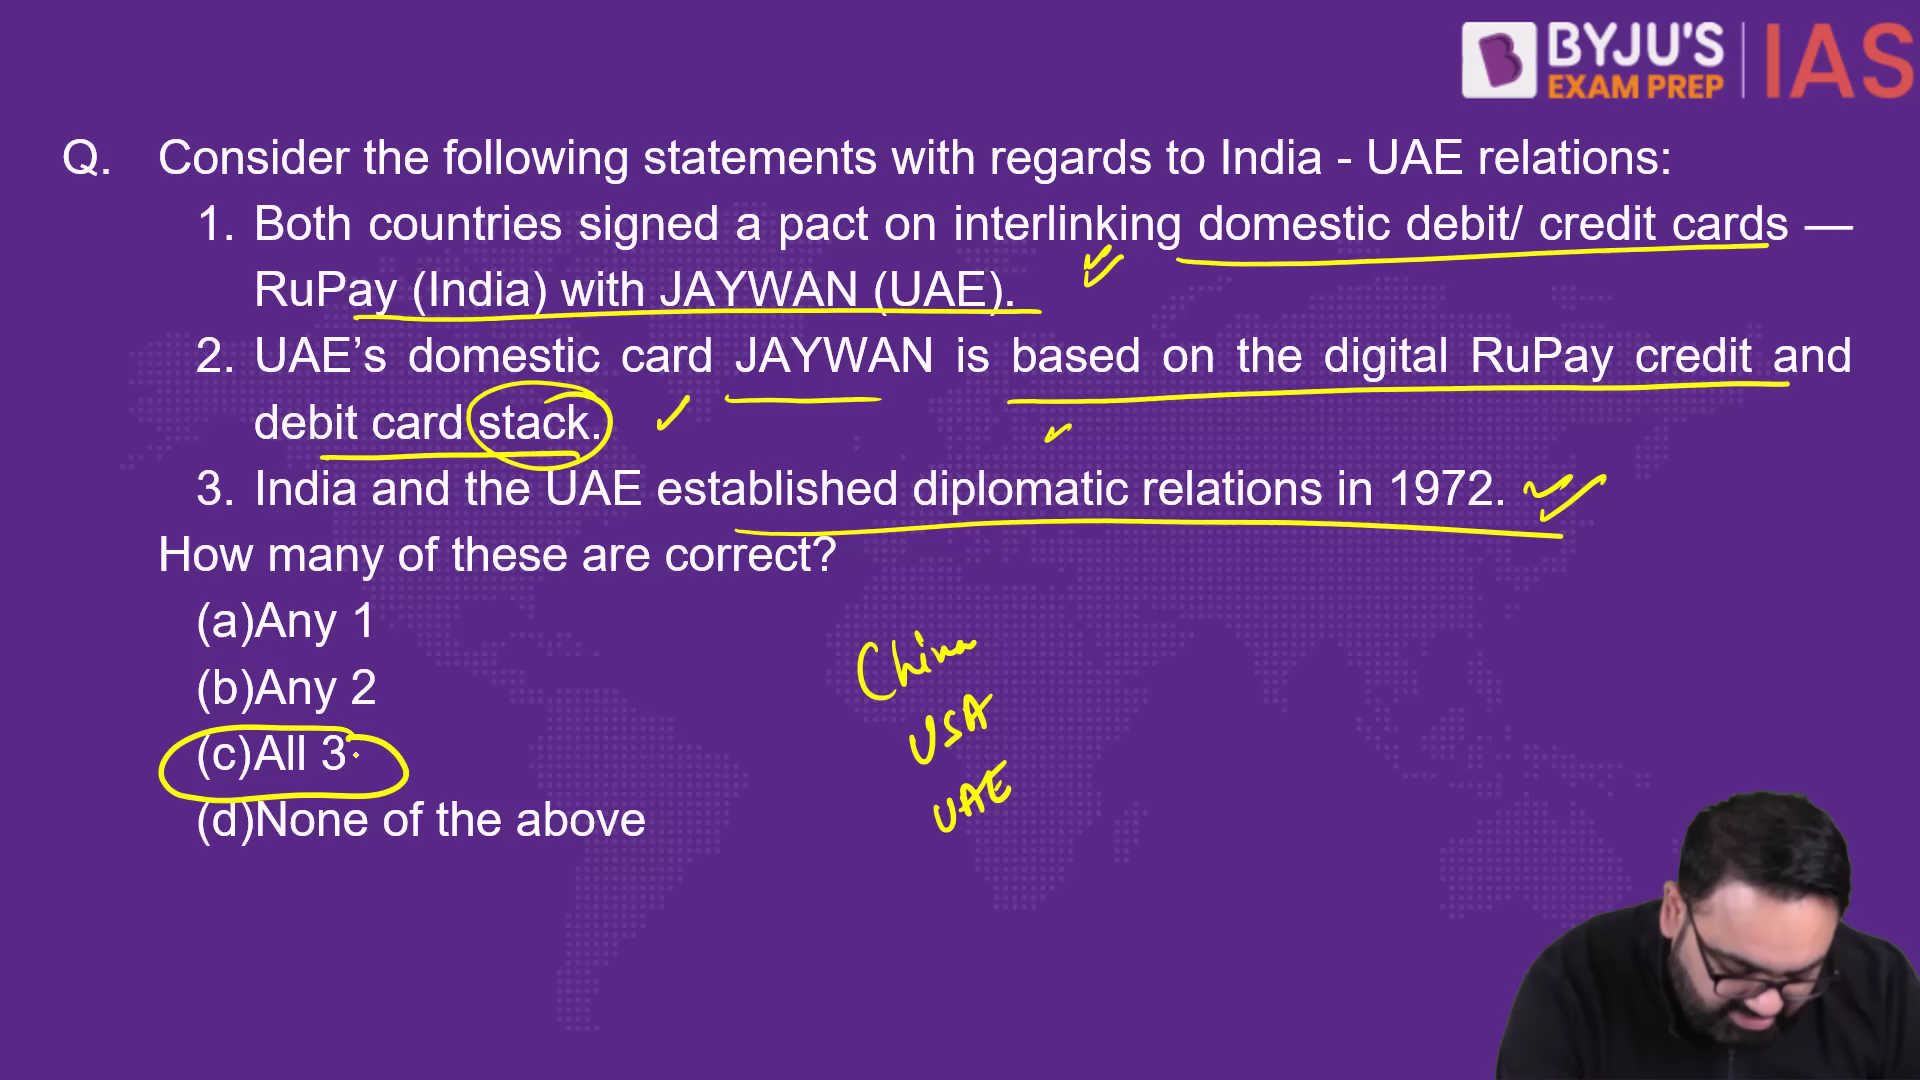 BYJU'S
EXAM PREP
IAS
Q. Consider the following statements with regards to India - UAE relations:
1. Both countries signed a pact on interlinking domestic debit/ credit cards —
RuPay (India) with JAYWAN (UAE).
2. UAE’s domestic card JAYWAN is based on the digital RuPay credit and
debit card stack.
3. India and the UAE established diplomatic relations in 1972.
How many of these are correct?
(a)Any 1
(b)Any 2
(c)All 3
(d)None of the above
China
USA
UAE